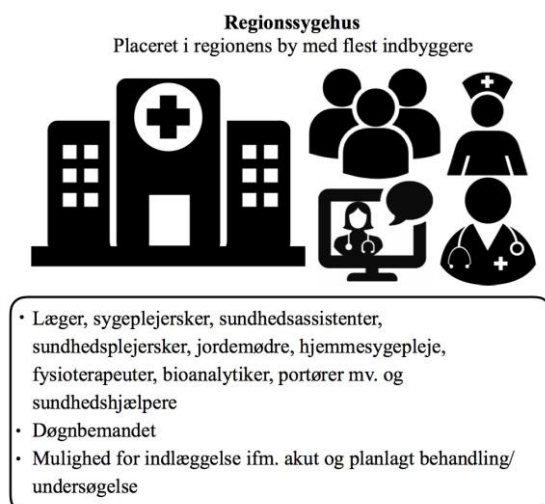 Regionssygehus
Placeret i regionens by med flest indbyggere
• Læger, sygeplejersker, sundhedsassistenter,
sundhedsplejersker, jordemødre, hjemmesygepleje,
fysioterapeuter, bioanalytiker, portører mv. og
sundhedshjælpere
• Døgnbemandet
• Mulighed for indlæggelse ifm. akut og planlagt behandling/
undersøgelse